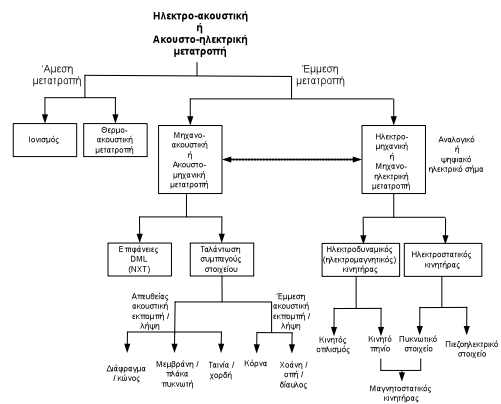 Ηλεκτρο-ακουστική
ή
Ακουστο-ηλεκτρική
μετατροπή
Άμεση
μετατροπή
Έμμεση
μετατροπή
Ιονισμός
Θερμο-
ακουστική
μετατροπή
Μηχανο-
ακουστική
ή
Ακουστο-
μηχανική
μετατροπή
Ηλεκτρο-
μηχανική
ή
Μηχανο-
ηλεκτρική
μετατροπή
Αναλογικό
ή
ψηφιακό
ηλεκτρικό σήμα
Επιφάνειες
DML
(NXT)
Ταλάντωση
συμπαγούς
στοιχείου
Ηλεκτροδυναμικός
(ηλεκτρομαγνητικός)
κινητήρας
Ηλεκτροστατικός
κινητήρας
Απευθείας
ακουστική
εκπομπή /
λήψη
Έμμεση
ακουστική
εκπομπή /
λήψη
Διάφραγμα
/ κώνος
Μεμβράνη /
πλάκα
πυκνωτή
Ταινία /
χορδή
Κόρνα
Χοάνη /
οπή /
δίαυλος
Κινητός
οπλισμός
Κινητό
πηνίο
Πυκνωτικό
στοιχείο
Πιεζοηλεκτρικό
στοιχείο
Μαγνητοστατικός
κινητήρας